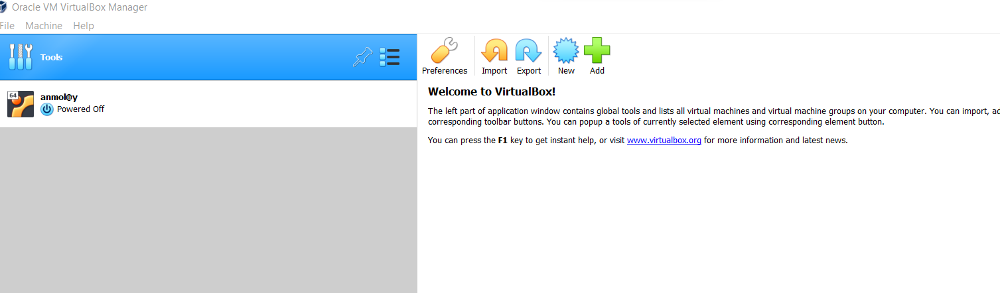 Oracle VM VirtualBox Manager
File Machine Help
Tools
Preferences Import Export New Add
64
anmol@y
Powered Off
Welcome to VirtualBox!
The left part of application window contains global tools and lists all virtual machines and virtual machine groups on your computer. You can import,
corresponding toolbar buttons. You can popup a tools of currently selected element using corresponding element button.
You can press the F1 key to get instant help, or visit www.virtualbox.org for more information and latest news.